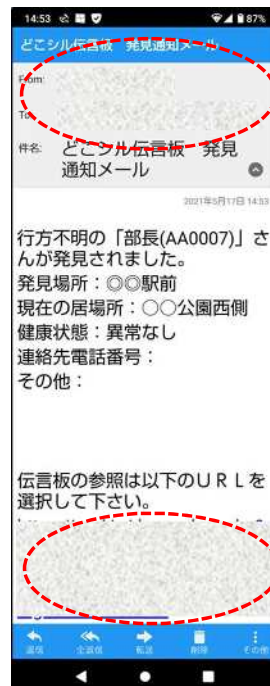 14:53 87%
どこシル伝言板 発見通知メール
From:
To:
件名: どこシル伝言板 発見
通知メール
2021年5月17日 14:53
行方不明の「部長(AA0007)」さ
んが発見されました。
発見場所:◎◎駅前
現在の居場所:○○公園西側
健康状態:異常なし
連絡先電話番号:
その他:
伝言板の参照は以下のURLを
選択して下さい。
返信 全返信 転送 削除 その他